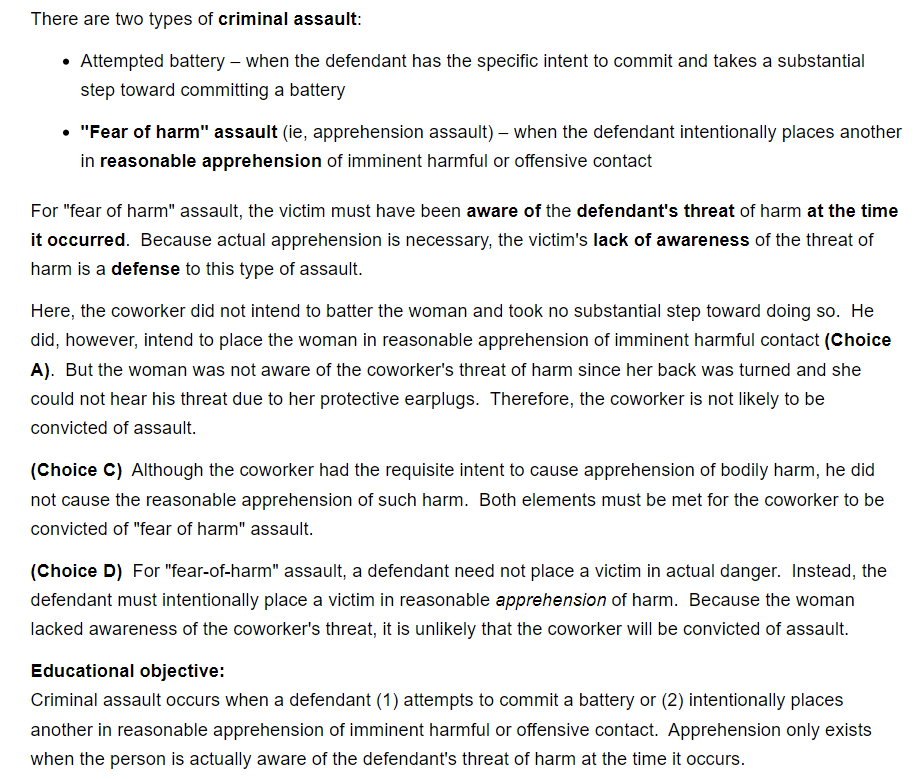 There are two types of criminal assault:
• Attempted battery – when the defendant has the specific intent to commit and takes a substantial
step toward committing a battery
• "Fear of harm" assault (ie, apprehension assault) – when the defendant intentionally places another
in reasonable apprehension of imminent harmful or offensive contact
For "fear of harm" assault, the victim must have been aware of the defendant's threat of harm at the time
it occurred.  Because actual apprehension is necessary, the victim's lack of awareness of the threat of
harm is a defense to this type of assault.
Here, the coworker did not intend to batter the woman and took no substantial step toward doing so.  He
did, however, intend to place the woman in reasonable apprehension of imminent harmful contact (Choice
A).  But the woman was not aware of the coworker's threat of harm since her back was turned and she
could not hear his threat due to her protective earplugs.  Therefore, the coworker is not likely to be
convicted of assault.
(Choice C)  Although the coworker had the requisite intent to cause apprehension of bodily harm, he did
not cause the reasonable apprehension of such harm.  Both elements must be met for the coworker to be
convicted of "fear of harm" assault.
(Choice D)  For "fear-of-harm" assault, a defendant need not place a victim in actual danger.  Instead, the
defendant must intentionally place a victim in reasonable apprehension of harm.  Because the woman
lacked awareness of the coworker's threat, it is unlikely that the coworker will be convicted of assault.
Educational objective:
Criminal assault occurs when a defendant (1) attempts to commit a battery or (2) intentionally places
another in reasonable apprehension of imminent harmful or offensive contact.  Apprehension only exists
when the person is actually aware of the defendant's threat of harm at the time it occurs.